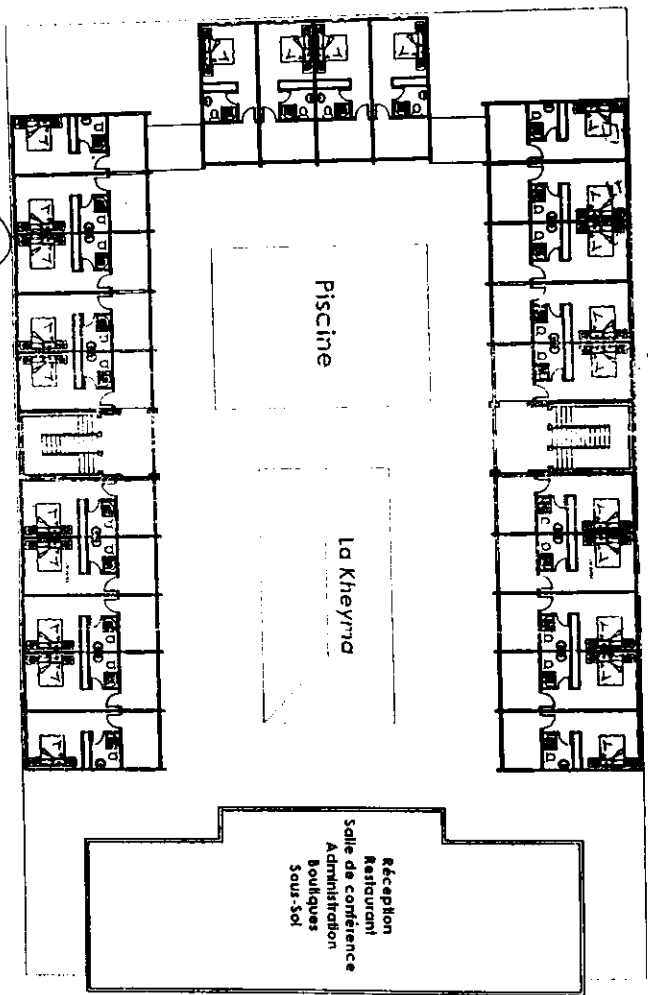 Piscine
La Kheyma
Réception
Restaurant
Salle de conférence
Administration
Boutiques
Sous-Sol